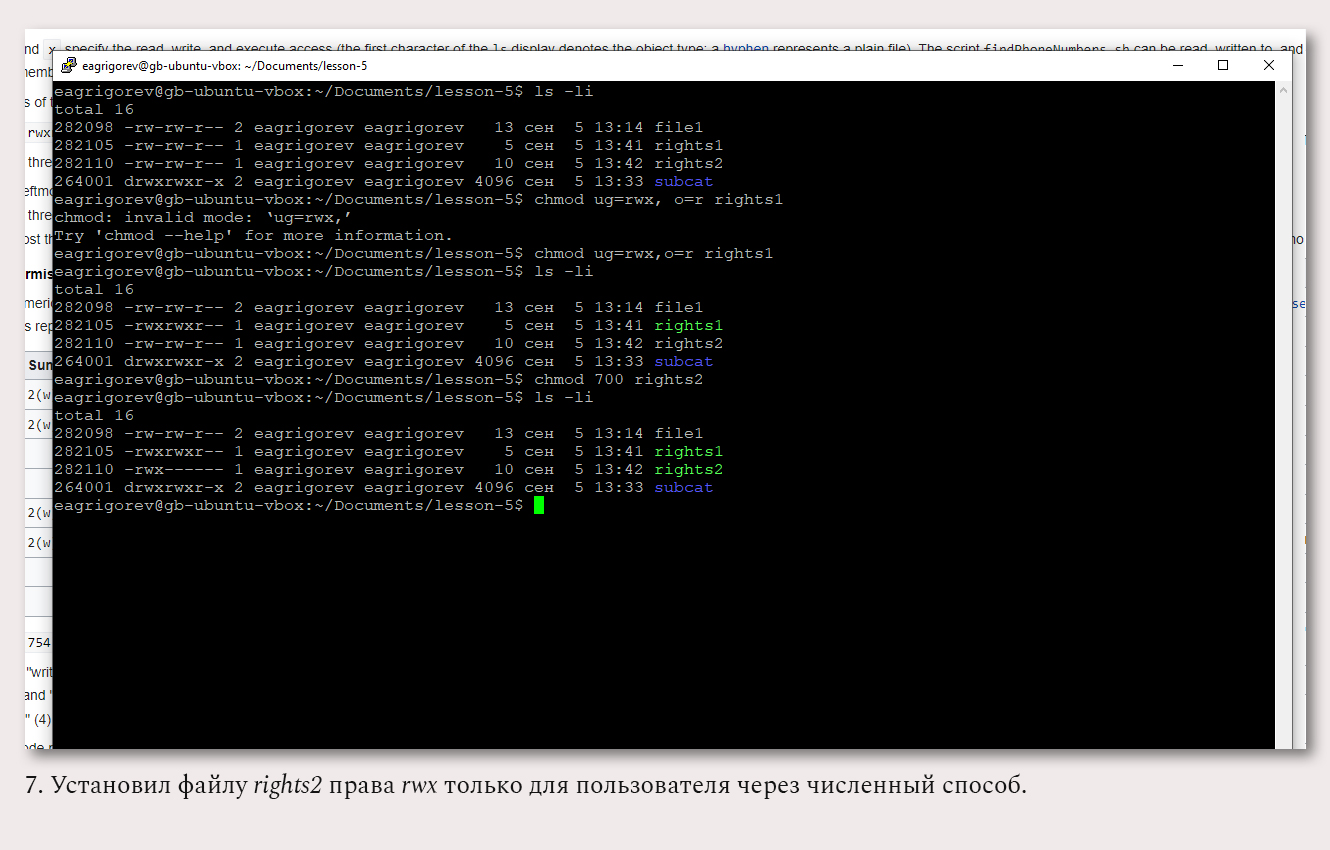 nd x specify the read, write, and execute access (the first character of the ls display denotes the object type: a hyphen represents a plain file). The script findPhoneNumbers.sh can be read, written to, and
eagrigorev@gb-ubuntu-vbox: ~/Documents/lesson-5
eagrigorev@gb-ubuntu-vbox:~/Documents/lesson-5$ ls -li
total 16
282098 -rw-rw-r-- 2 eagrigorev eagrigorev   13 сен  5 13:14 file1
282105 -rw-rw-r-- 1 eagrigorev eagrigorev    5 сен  5 13:41 rights1
282110 -rw-rw-r-- 1 eagrigorev eagrigorev   10 сен  5 13:42 rights2
264001 drwxrwxr-x 2 eagrigorev eagrigorev 4096 сен  5 13:33 subcat
eagrigorev@gb-ubuntu-vbox:~/Documents/lesson-5$ chmod ug=rwx, o=r rights1
chmod: invalid mode: ‘ug=rwx,’
Try 'chmod --help' for more information.
eagrigorev@gb-ubuntu-vbox:~/Documents/lesson-5$ chmod ug=rwx,o=r rights1
eagrigorev@gb-ubuntu-vbox:~/Documents/lesson-5$ ls -li
total 16
282098 -rw-rw-r-- 2 eagrigorev eagrigorev   13 сен  5 13:14 file1
282105 -rwxrwxr-- 1 eagrigorev eagrigorev    5 сен  5 13:41 rights1
282110 -rw-rw-r-- 1 eagrigorev eagrigorev   10 сен  5 13:42 rights2
264001 drwxrwxr-x 2 eagrigorev eagrigorev 4096 сен  5 13:33 subcat
eagrigorev@gb-ubuntu-vbox:~/Documents/lesson-5$ chmod 700 rights2
eagrigorev@gb-ubuntu-vbox:~/Documents/lesson-5$ ls -li
total 16
282098 -rw-rw-r-- 2 eagrigorev eagrigorev   13 сен  5 13:14 file1
282105 -rwxrwxr-- 1 eagrigorev eagrigorev    5 сен  5 13:41 rights1
282110 -rwx------ 1 eagrigorev eagrigorev   10 сен  5 13:42 rights2
264001 drwxrwxr-x 2 eagrigorev eagrigorev 4096 сен  5 13:33 subcat
eagrigorev@gb-ubuntu-vbox:~/Documents/lesson-5$
rwx
2(w
2(w
2(w
2(w
754
"writ
and "
" (4)
7. Установил файлу rights2 права rwx только для пользователя через численный способ.